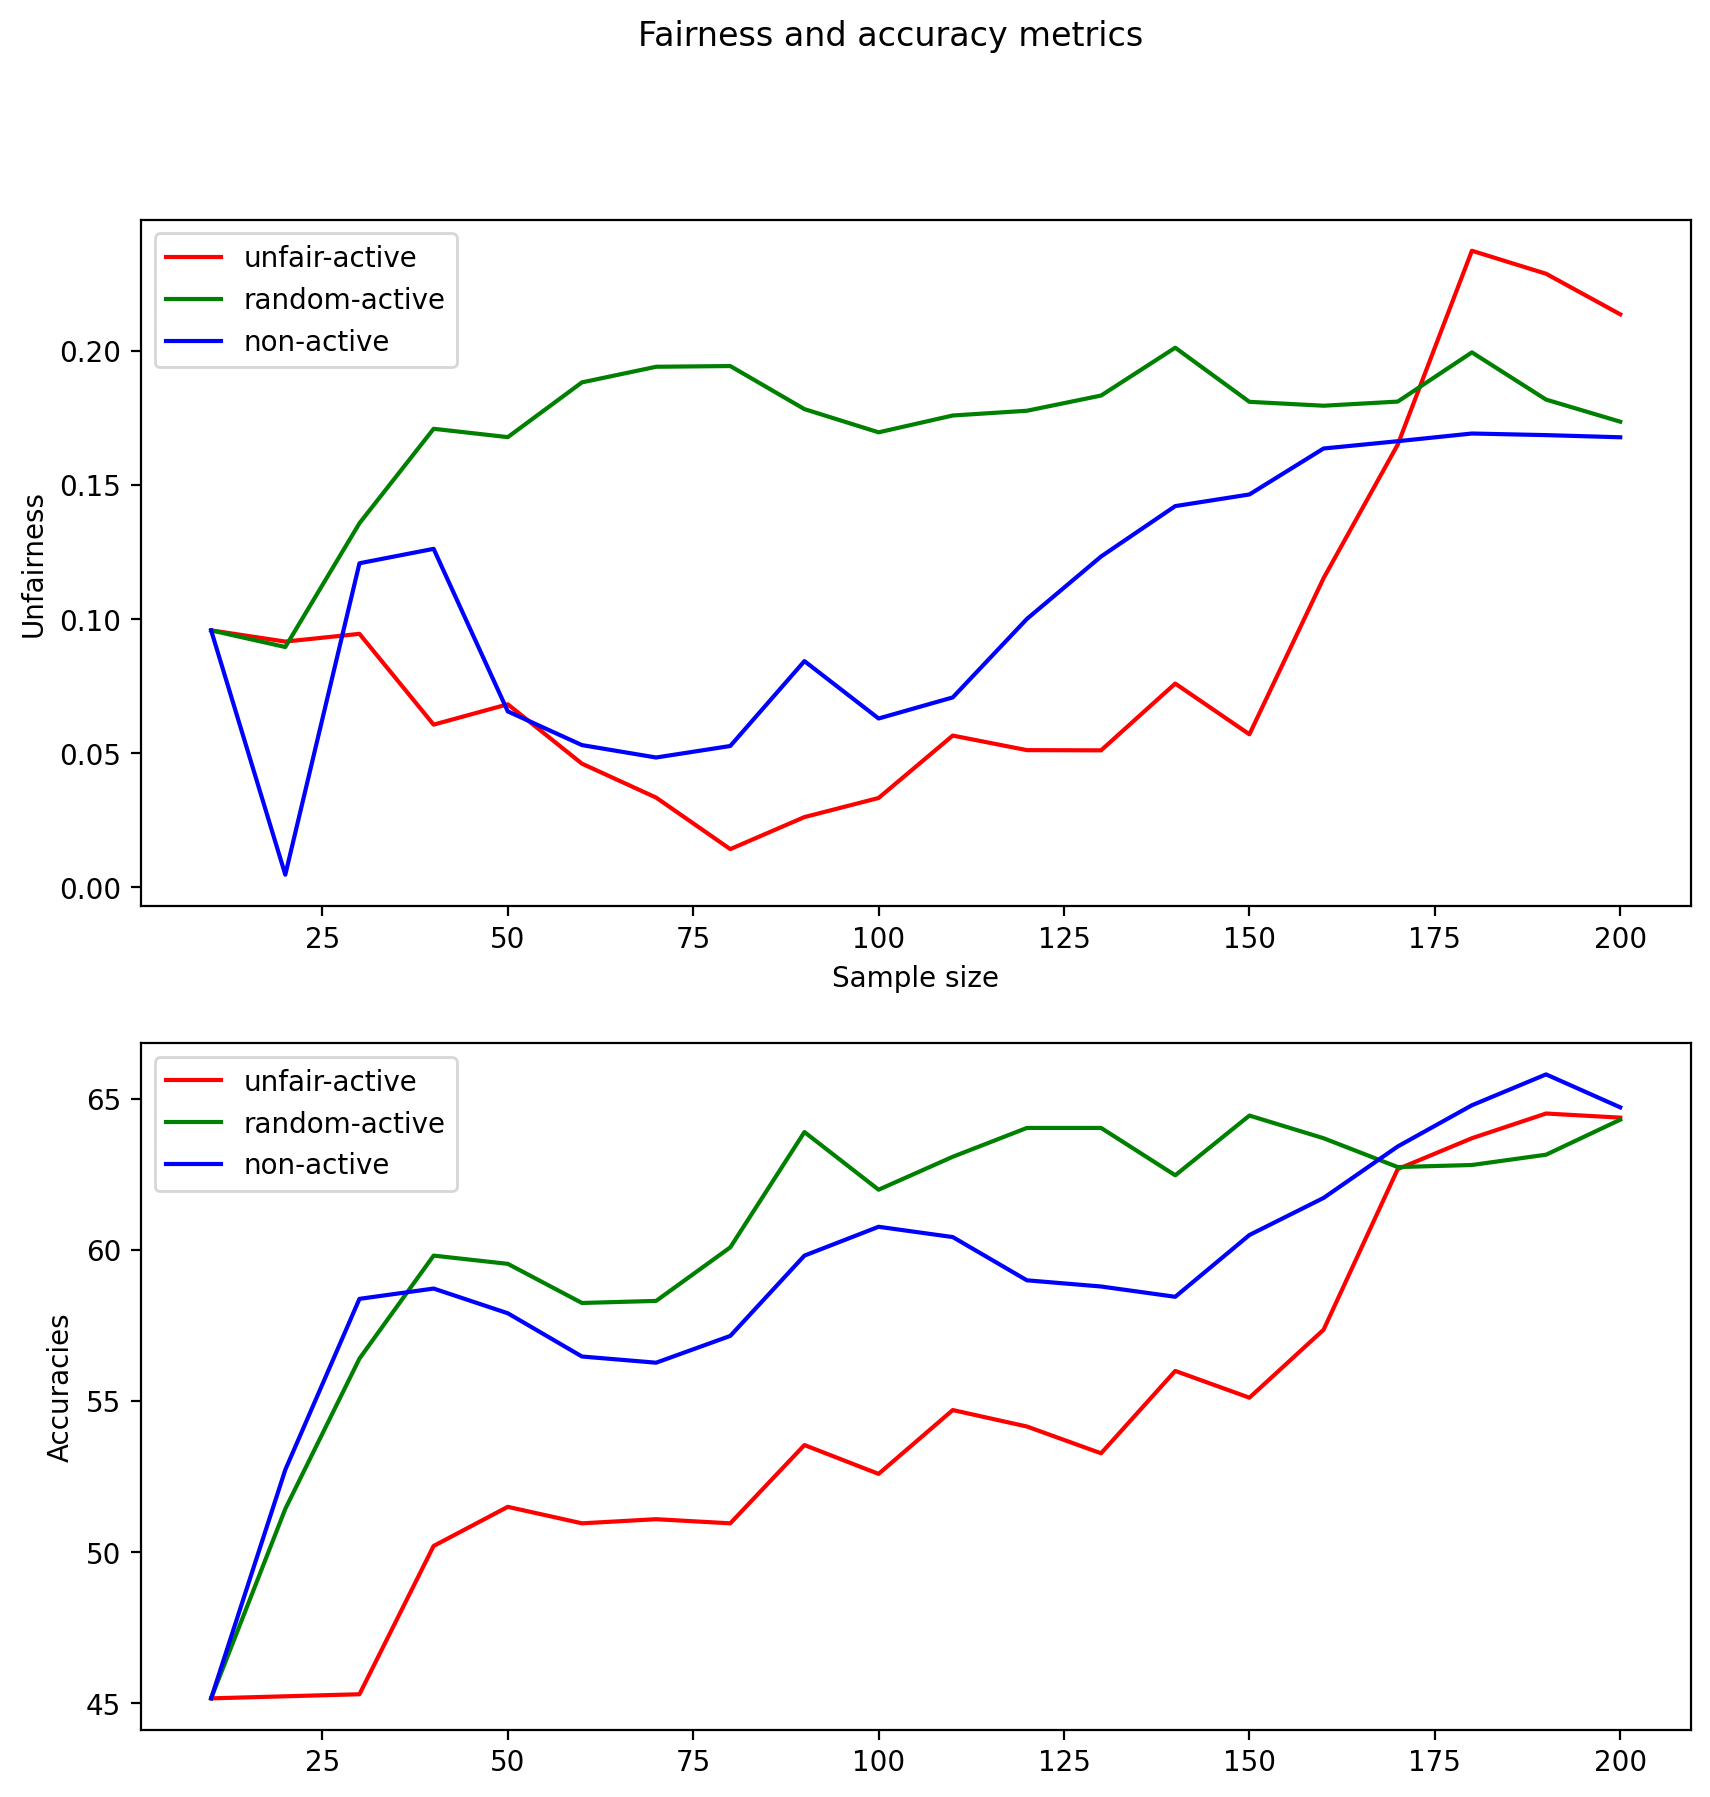 Fairness and accuracy metrics
unfair-active
random-active
non-active
0.20
0.15
0.10
0.05
0.00
Unfairness
25 50 75 100 125 150 175 200
Sample size
unfair-active
random-active
non-active
65
60
55
50
45
Accuracies
25 50 75 100 125 150 175 200